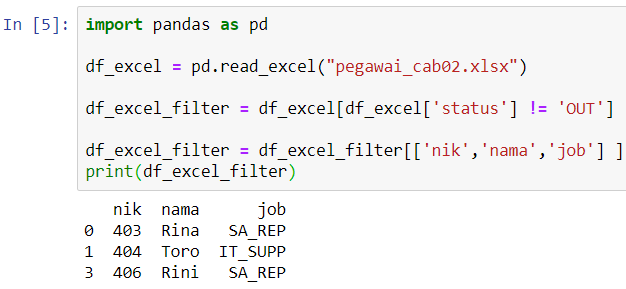 In [5]: import pandas as pd
df_excel = pd.read_excel("pegawai_cab02.xlsx")
df_excel_filter = df_excel[df_excel['status'] != 'OUT']
df_excel_filter = df_excel_filter[['nik','nama','job'] ]
print(df_excel_filter)
nik nama job
0 403 Rina SA_REP
1 404 Toro IT_SUPP
3 406 Rini SA_REP